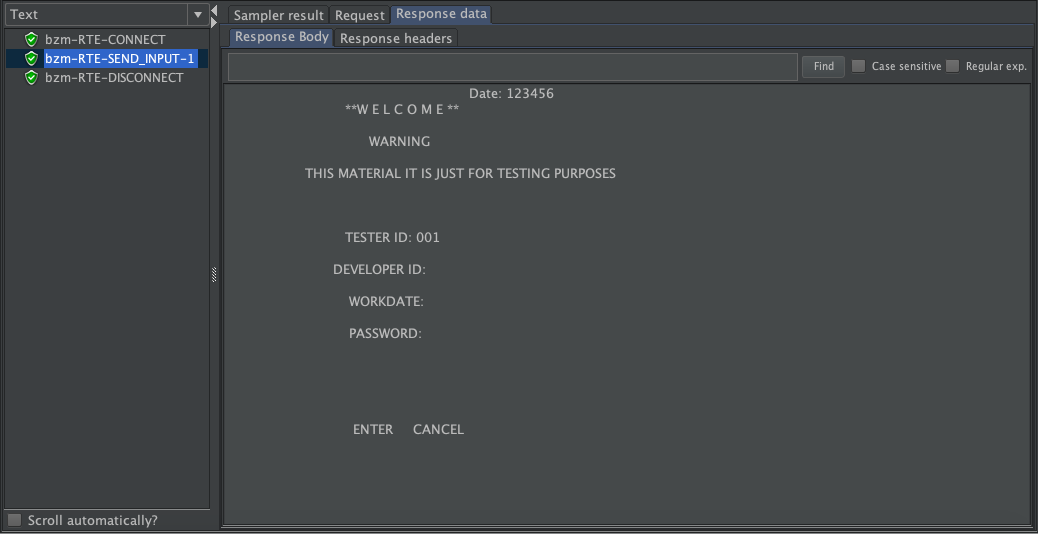 Text
bzm-RTE-CONNECT
bzm-RTE-SEND_INPUT-1
bzm-RTE-DISCONNECT
Scroll automatically?
Sampler result Request Response data
Response Body Response headers
Find Case sensitive Regular exp.
Date: 123456
**W E L C O M E **
WARNING
THIS MATERIAL IT IS JUST FOR TESTING PURPOSES
TESTER ID: 001
DEVELOPER ID:
WORKDATE:
PASSWORD:
ENTER CANCEL